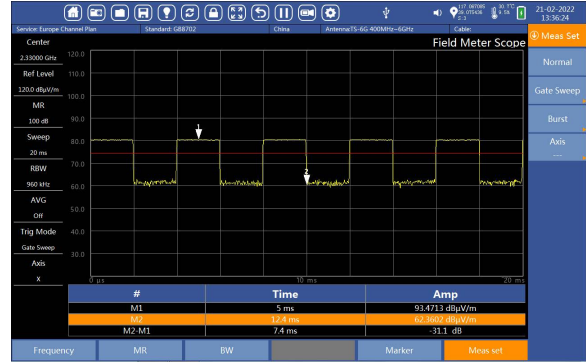 21-02-2022
13:36:24
Service: Europe Channel Plan Standard: GB8702 China Antenna:TS-6G 400MHz~6GHz Cable:
Field Meter Scope
Meas Set
Center
2.33000 GHz
Ref Level
120.0 dBμV/m
MR
100 dB
Sweep
20 ms
RBW
960 kHz
AVG
Off
Trig Mode
Gate Sweep
Axis
X
120.0
110.0
100.0
90.0
80.0
70.0
60.0
50.0
40.0
30.0
1
2
0 μs 10 ms 20 ms
Normal
Gate Sweep
Burst
Axis
----
# Time Amp
M1 5 ms 93.4713 dBμV/m
M2 12.4 ms 62.3602 dBμV/m
M2-M1 7.4 ms -31.1 dB
Frequency MR BW Marker Meas set